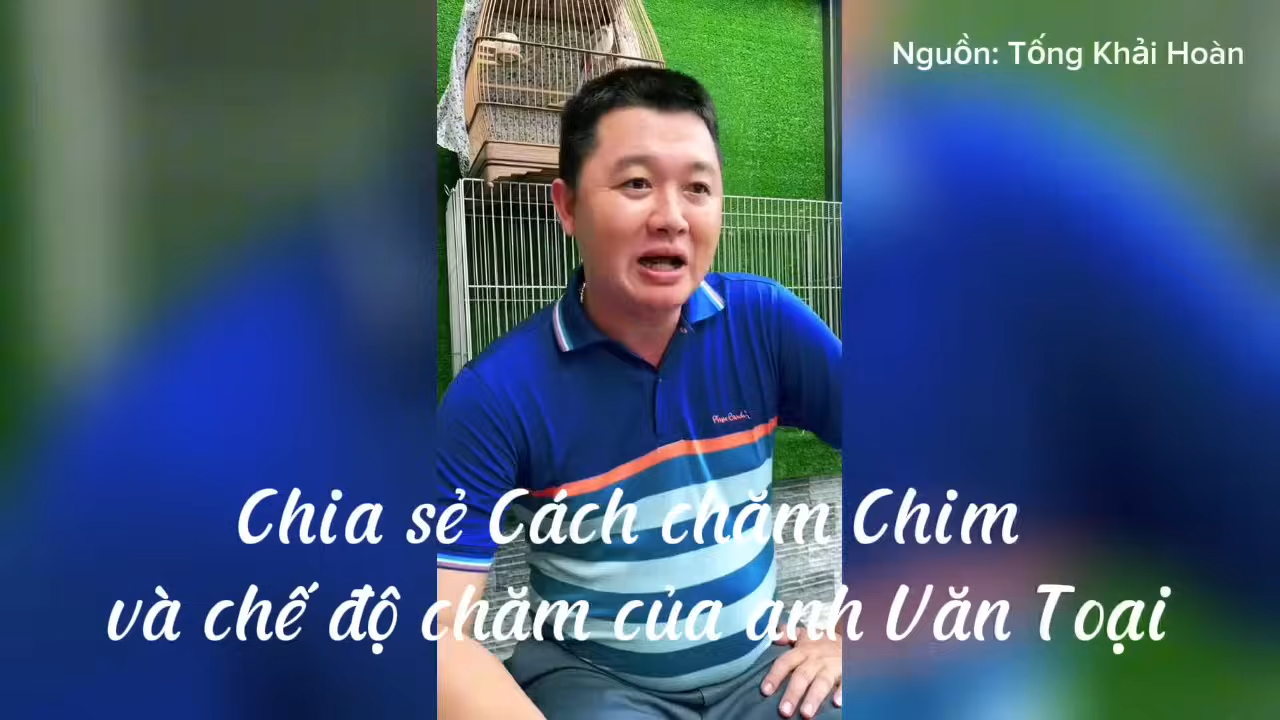 Nguồn: Tống Khải Hoàn
Chia sẻ Cách chăm Chim
và chế độ chăm của anh Văn Toại